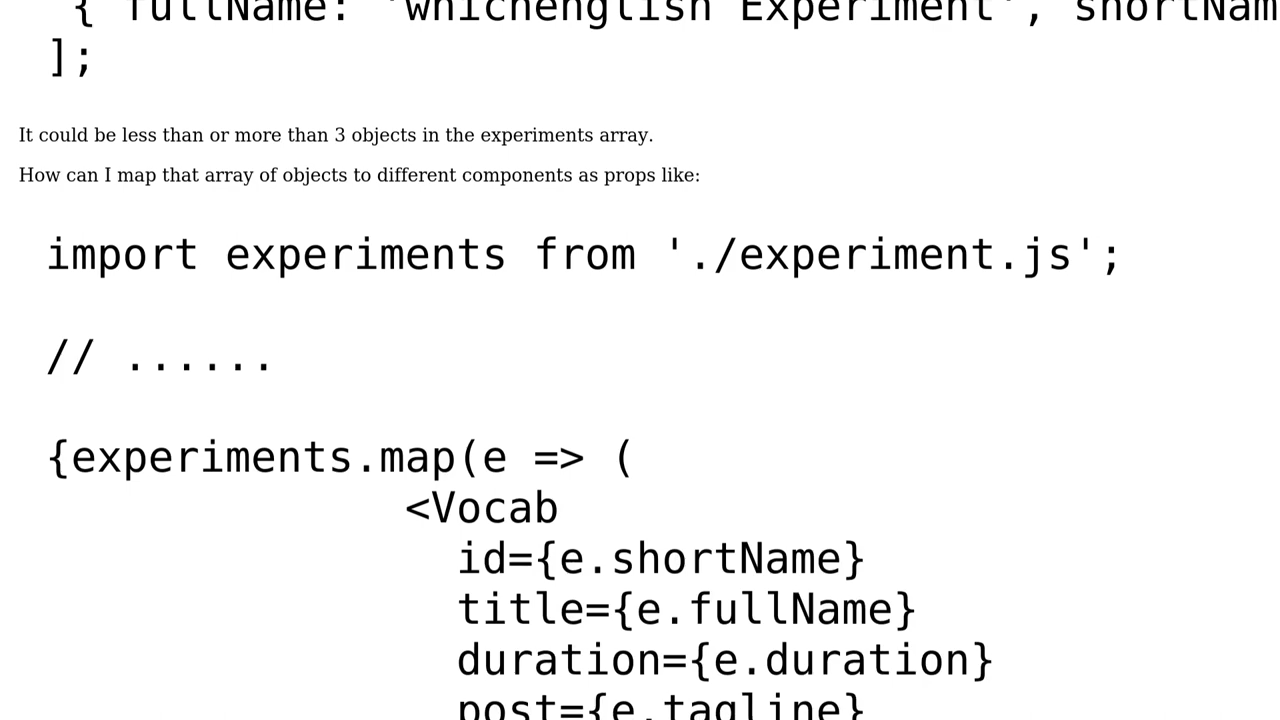 { fullName: 'whichenglish Experiment', shortNam
];
It could be less than or more than 3 objects in the experiments array.
How can I map that array of objects to different components as props like:
import experiments from './experiment.js';
// ......
{experiments.map(e => (
<Vocab
id={e.shortName}
title={e.fullName}
duration={e.duration}
post={e.tagline}